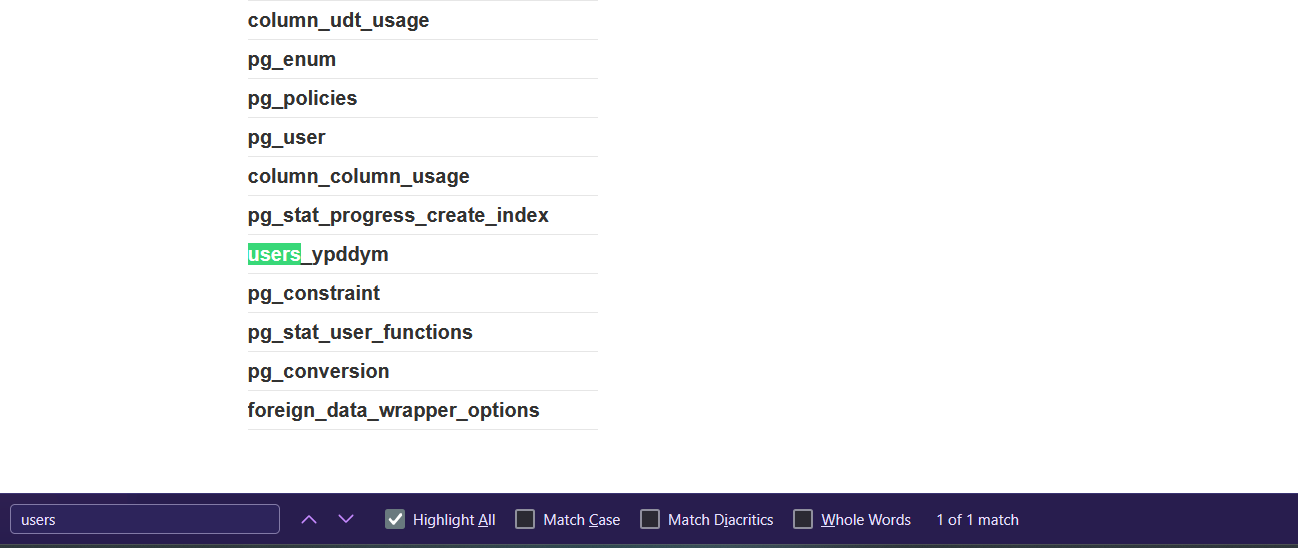 column_udt_usage
pg_enum
pg_policies
pg_user
column_column_usage
pg_stat_progress_create_index
users_ypddym
pg_constraint
pg_stat_user_functions
pg_conversion
foreign_data_wrapper_options
users Highlight All Match Case Match Diacritics Whole Words 1 of 1 match